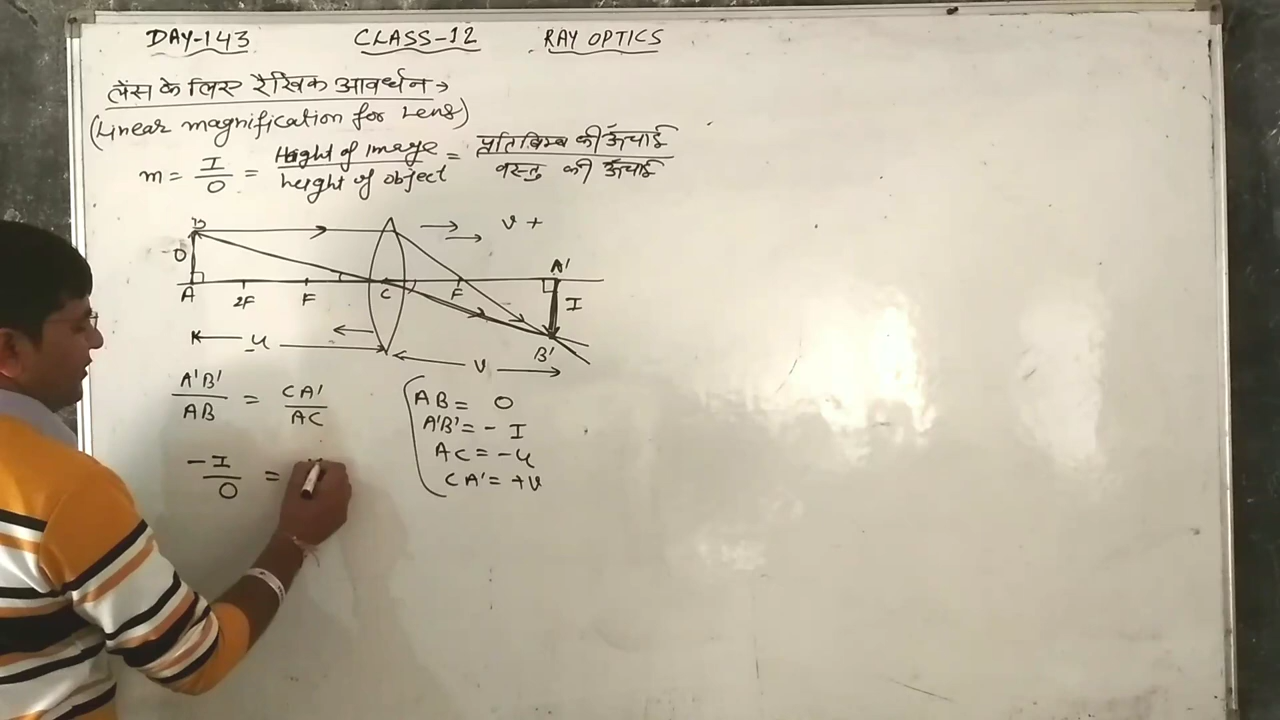 DAY-143 CLASS-12 RAY OPTICS
लेंस के लिए रैखिक आवर्धन →
(Linear magnification for Lens)
m = I/O = Height of Image/height of object = प्रतिबिम्ब की ऊँचाई/वस्तु की ऊँचाई
B v +
O A'
A 2F F C F I
u B'
v
A'B'/AB = CA'/AC
AB = O
A'B' = - I
AC = -u
CA' = +v
-I/O =